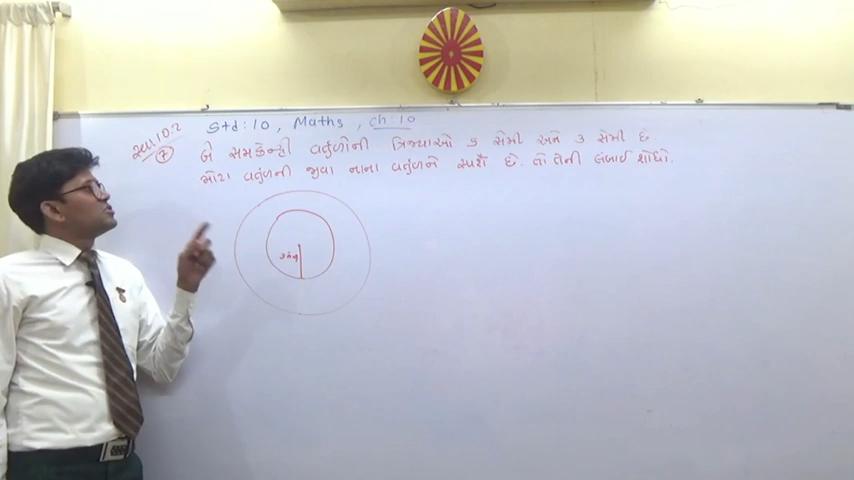 Std : 10 , Maths , ch : 10
સ્વા 10.2
(7) બે સમકેન્દ્રી વર્તુળોની ત્રિજ્યાઓ 5 સેમી અને 3 સેમી છે.
મોટા વર્તુળની જીવા નાના વર્તુળને સ્પર્શે છે. તો તેની લંબાઈ શોધો.
3 સેમી